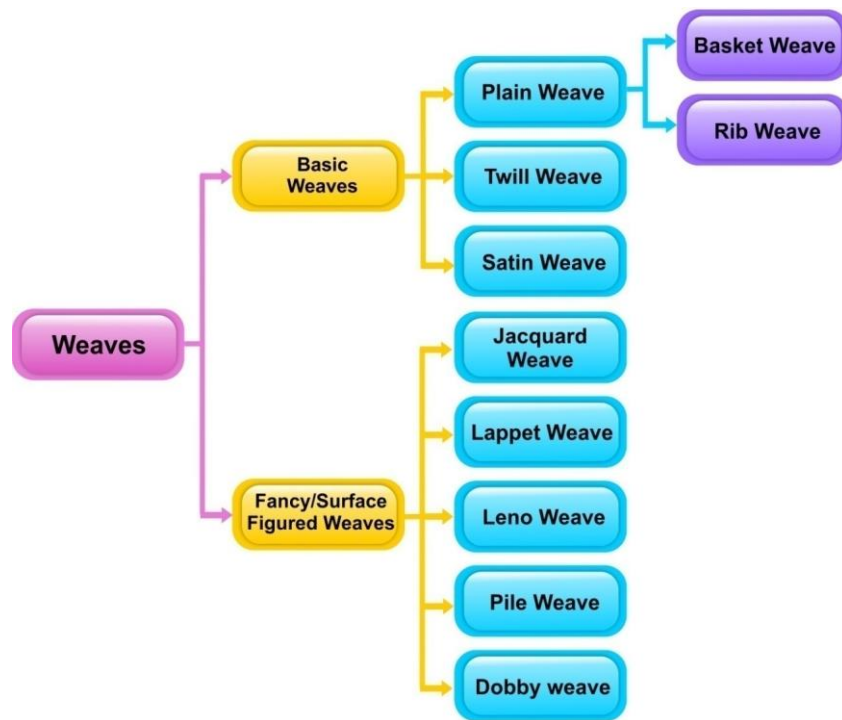 Weaves
Basic
Weaves
Plain Weave
Basket Weave
Rib Weave
Twill Weave
Satin Weave
Fancy/Surface
Figured Weaves
Jacquard
Weave
Lappet Weave
Leno Weave
Pile Weave
Dobby weave